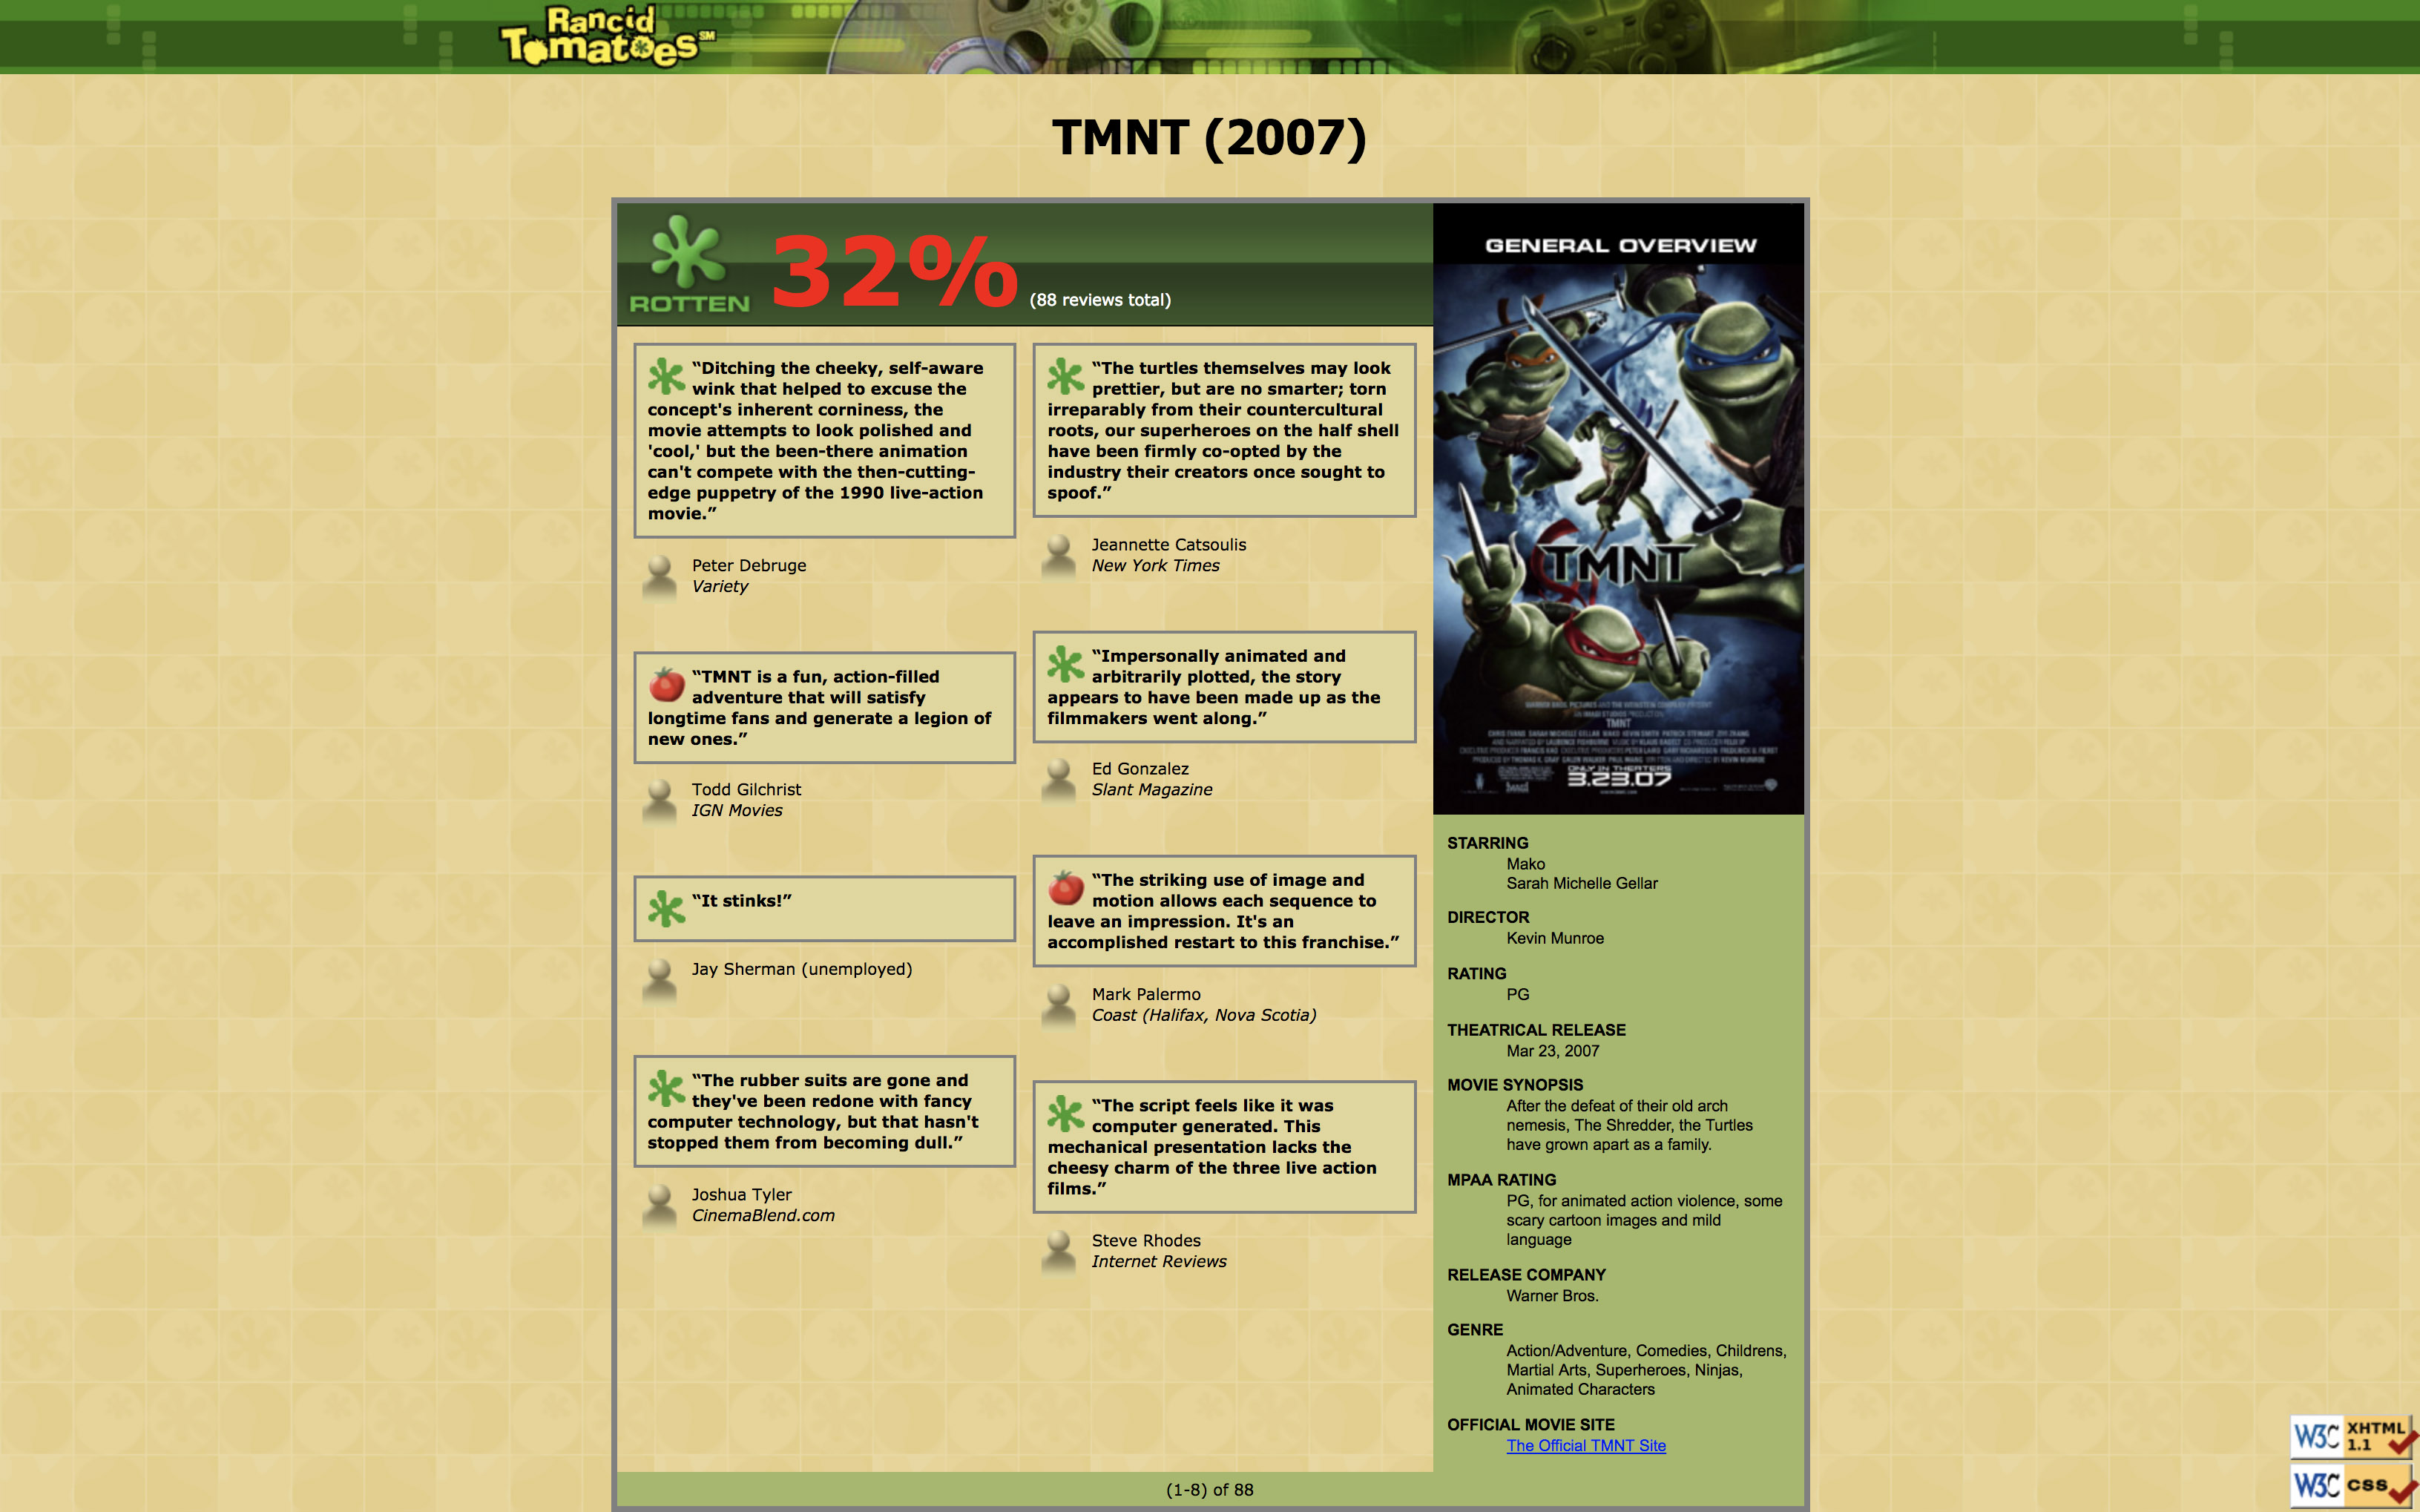 Rancid
Tomatoes SM
TMNT (2007)
ROTTEN
32% (88 reviews total)
“Ditching the cheeky, self-aware
wink that helped to excuse the
concept's inherent corniness, the
movie attempts to look polished and
'cool,' but the been-there animation
can't compete with the then-cutting-
edge puppetry of the 1990 live-action
movie.”
Peter Debruge
Variety
“TMNT is a fun, action-filled
adventure that will satisfy
longtime fans and generate a legion of
new ones.”
Todd Gilchrist
IGN Movies
“It stinks!”
Jay Sherman (unemployed)
“The rubber suits are gone and
they've been redone with fancy
computer technology, but that hasn't
stopped them from becoming dull.”
Joshua Tyler
CinemaBlend.com
“The turtles themselves may look
prettier, but are no smarter; torn
irreparably from their countercultural
roots, our superheroes on the half shell
have been firmly co-opted by the
industry their creators once sought to
spoof.”
Jeannette Catsoulis
New York Times
“Impersonally animated and
arbitrarily plotted, the story
appears to have been made up as the
filmmakers went along.”
Ed Gonzalez
Slant Magazine
“The striking use of image and
motion allows each sequence to
leave an impression. It's an
accomplished restart to this franchise.”
Mark Palermo
Coast (Halifax, Nova Scotia)
“The script feels like it was
computer generated. This
mechanical presentation lacks the
cheesy charm of the three live action
films.”
Steve Rhodes
Internet Reviews
GENERAL OVERVIEW
TMNT
TMNT
ONLY IN THEATERS
3.23.07
STARRING
Mako
Sarah Michelle Gellar
DIRECTOR
Kevin Munroe
RATING
PG
THEATRICAL RELEASE
Mar 23, 2007
MOVIE SYNOPSIS
After the defeat of their old arch
nemesis, The Shredder, the Turtles
have grown apart as a family.
MPAA RATING
PG, for animated action violence, some
scary cartoon images and mild
language
RELEASE COMPANY
Warner Bros.
GENRE
Action/Adventure, Comedies, Childrens,
Martial Arts, Superheroes, Ninjas,
Animated Characters
OFFICIAL MOVIE SITE
The Official TMNT Site
(1-8) of 88
W3C XHTML
1.1
W3C CSS